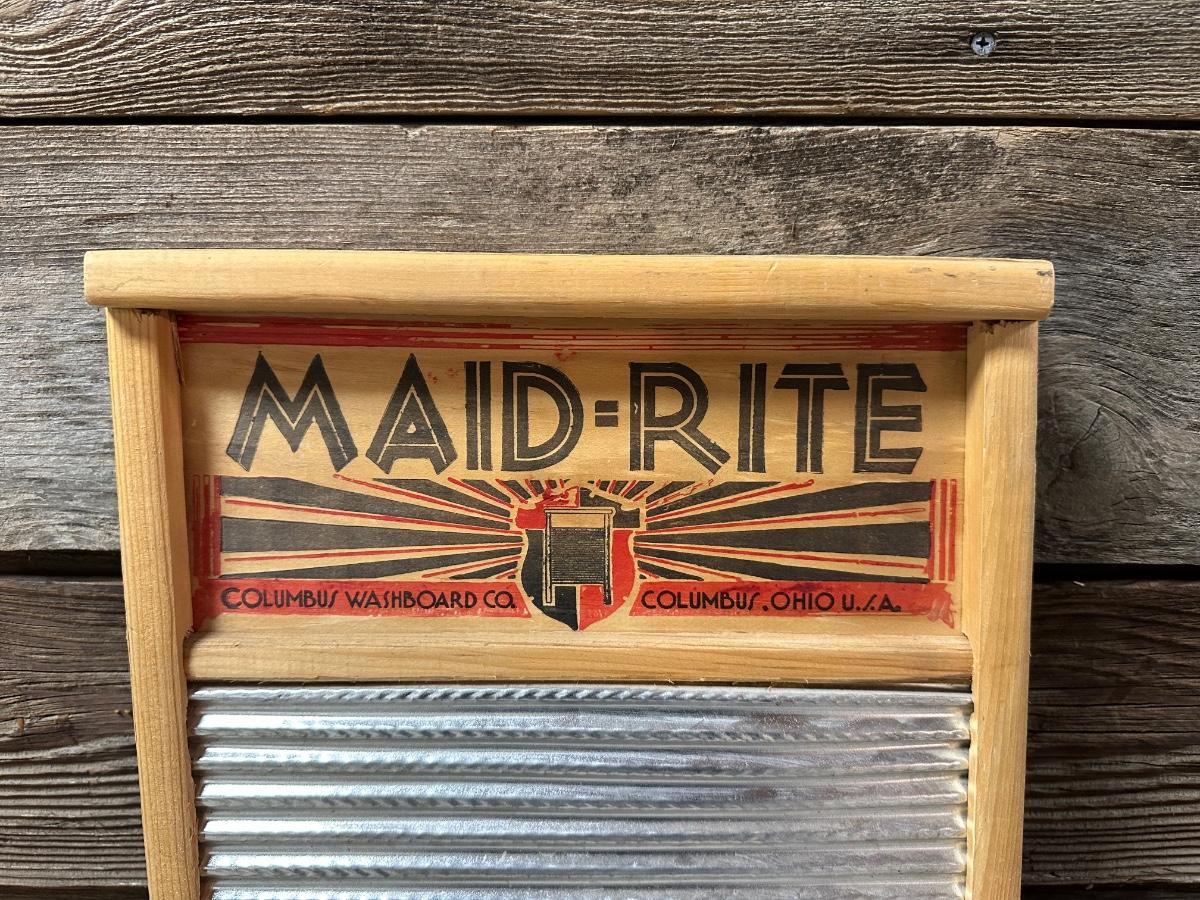 MAID=RITE
COLUMBUS WASHBOARD CO. COLUMBUS, OHIO U.S.A.